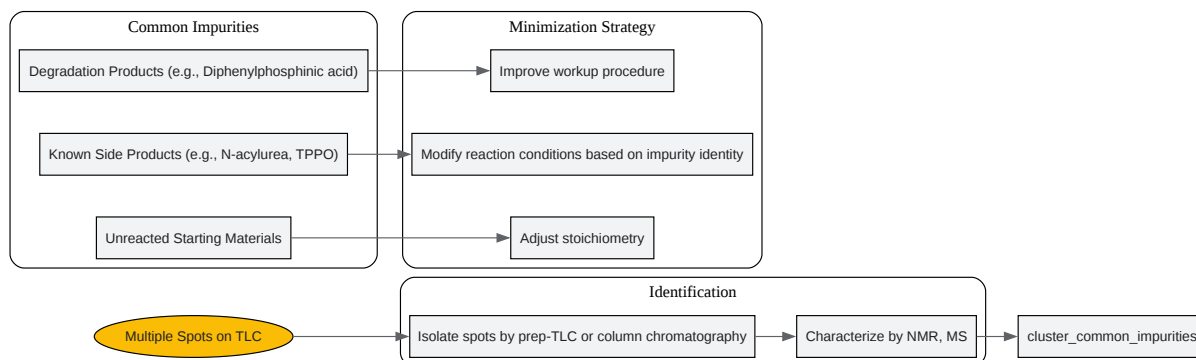 Common Impurities
Minimization Strategy
Degradation Products (e.g., Diphenylphosphinic acid)
Improve workup procedure
Known Side Products (e.g., N-acylurea, TPPO)
Modify reaction conditions based on impurity identity
Unreacted Starting Materials
Adjust stoichiometry
Identification
Multiple Spots on TLC
Isolate spots by prep-TLC or column chromatography
Characterize by NMR, MS
cluster_common_impurities